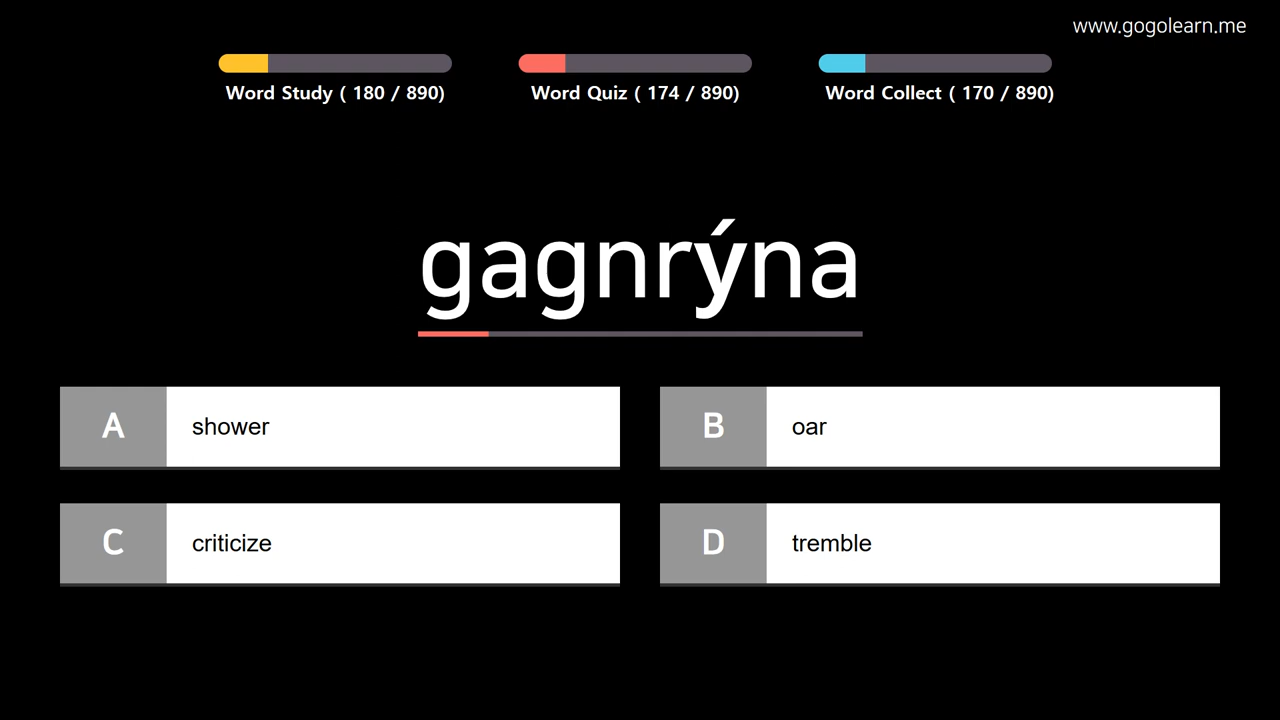 www.gogolearn.me
Word Study ( 180 / 890)
Word Quiz ( 174 / 890)
Word Collect ( 170 / 890)
gagnrýna
A shower
B oar
C criticize
D tremble